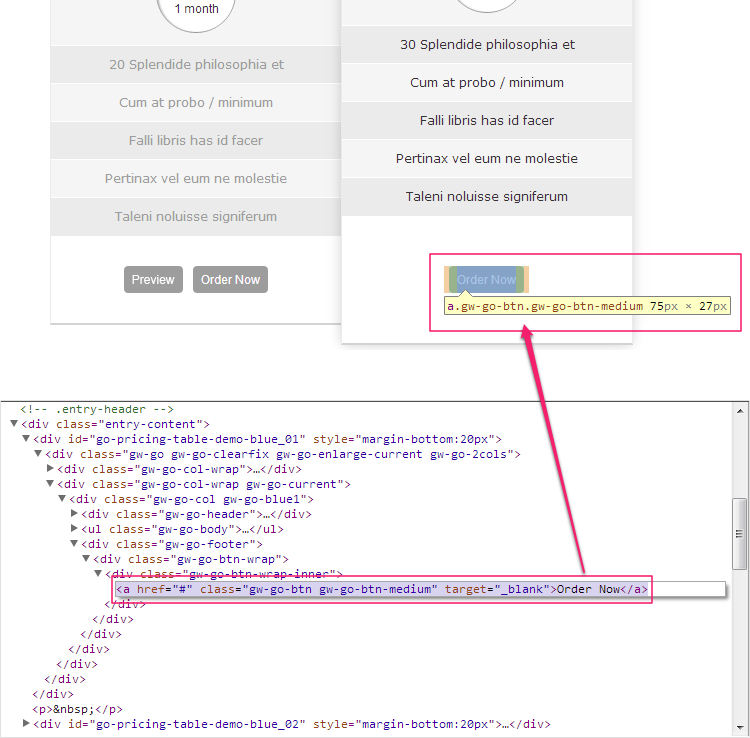 1 month
20 Splendide philosophia et
Cum at probo / minimum
Falli libris has id facer
Pertinax vel eum ne molestie
Taleni noluisse signiferum
Preview
Order Now
30 Splendide philosophia et
Cum at probo / minimum
Falli libris has id facer
Pertinax vel eum ne molestie
Taleni noluisse signiferum
Order Now
a.gw-go-btn.gw-go-btn-medium 75px × 27px
<!-- .entry-header -->
<div class="entry-content">
<div id="go-pricing-table-demo-blue_01" style="margin-bottom:20px">
<div class="gw-go gw-go-clearfix gw-go-enlarge-current gw-go-2cols">
<div class="gw-go-col-wrap">…</div>
<div class="gw-go-col-wrap gw-go-current">
<div class="gw-go-col gw-go-blue1">
<div class="gw-go-header">…</div>
<ul class="gw-go-body">…</ul>
<div class="gw-go-footer">
<div class="gw-go-btn-wrap">
<div class="gw-go-btn-wrap-inner">
<a href="#" class="gw-go-btn gw-go-btn-medium" target="_blank">Order Now</a>
</div>
</div>
</div>
</div>
</div>
</div>
</div>
<p>&nbsp;</p>
<div id="go-pricing-table-demo-blue_02" style="margin-bottom:20px">…</div>